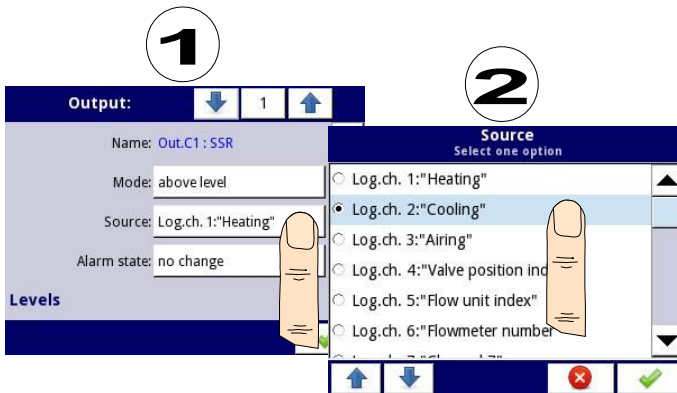 1
Output:
1
Name: Out.C1 : SSR
Mode: above level
Source: Log.ch. 1:"Heating"
Alarm state: no change
Levels
2
Source
Select one option
Log.ch. 1:"Heating"
Log.ch. 2:"Cooling"
Log.ch. 3:"Airing"
Log.ch. 4:"Valve position
Log.ch. 5:"Flow unit index"
Log.ch. 6:"Flowmeter number